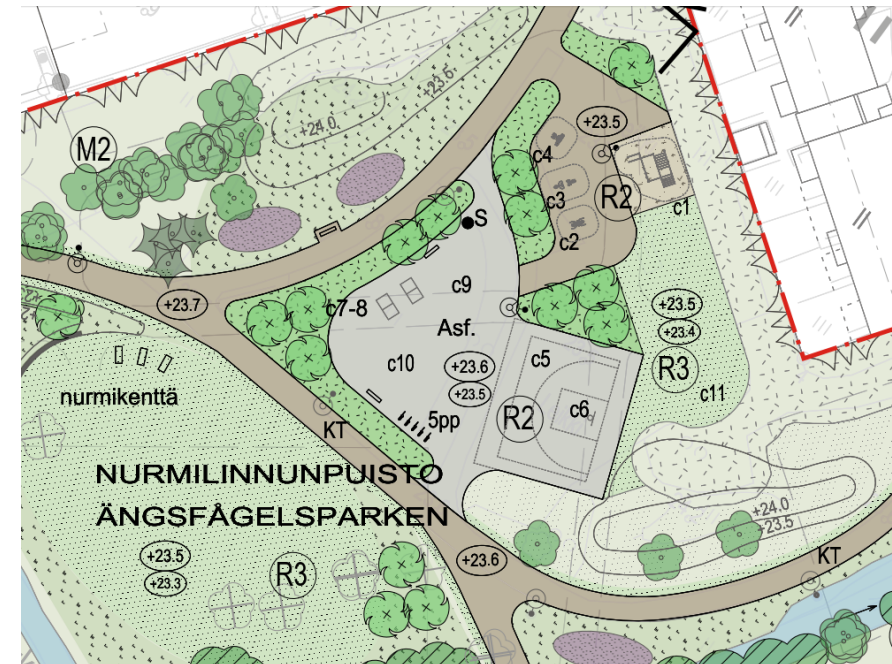 +23.6
+24.0
+23.5
M2
c4
c3
R2
c1
S
c2
+23.7
c7-8
c9
+23.5
+23.4
Asf.
c5
R3
c10
+23.6
+23.5
c11
nurmikenttä
c6
5pp
R2
KT
NURMILINNUNPUISTO
ÄNGSFÅGELSPARKEN
+24.0
+23.5
+23.5
+23.3
+23.6
KT
R3